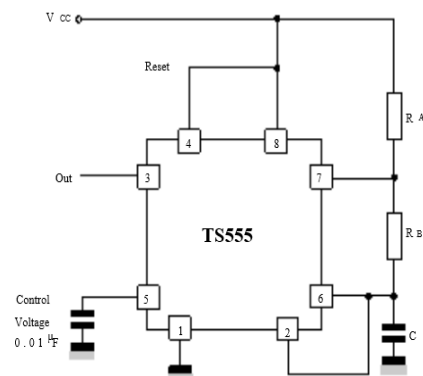 V CC
Reset
R A
4
8
Out
3
7
TS555
R B
Control
Voltage
0.01 µF
5
6
1
2
C